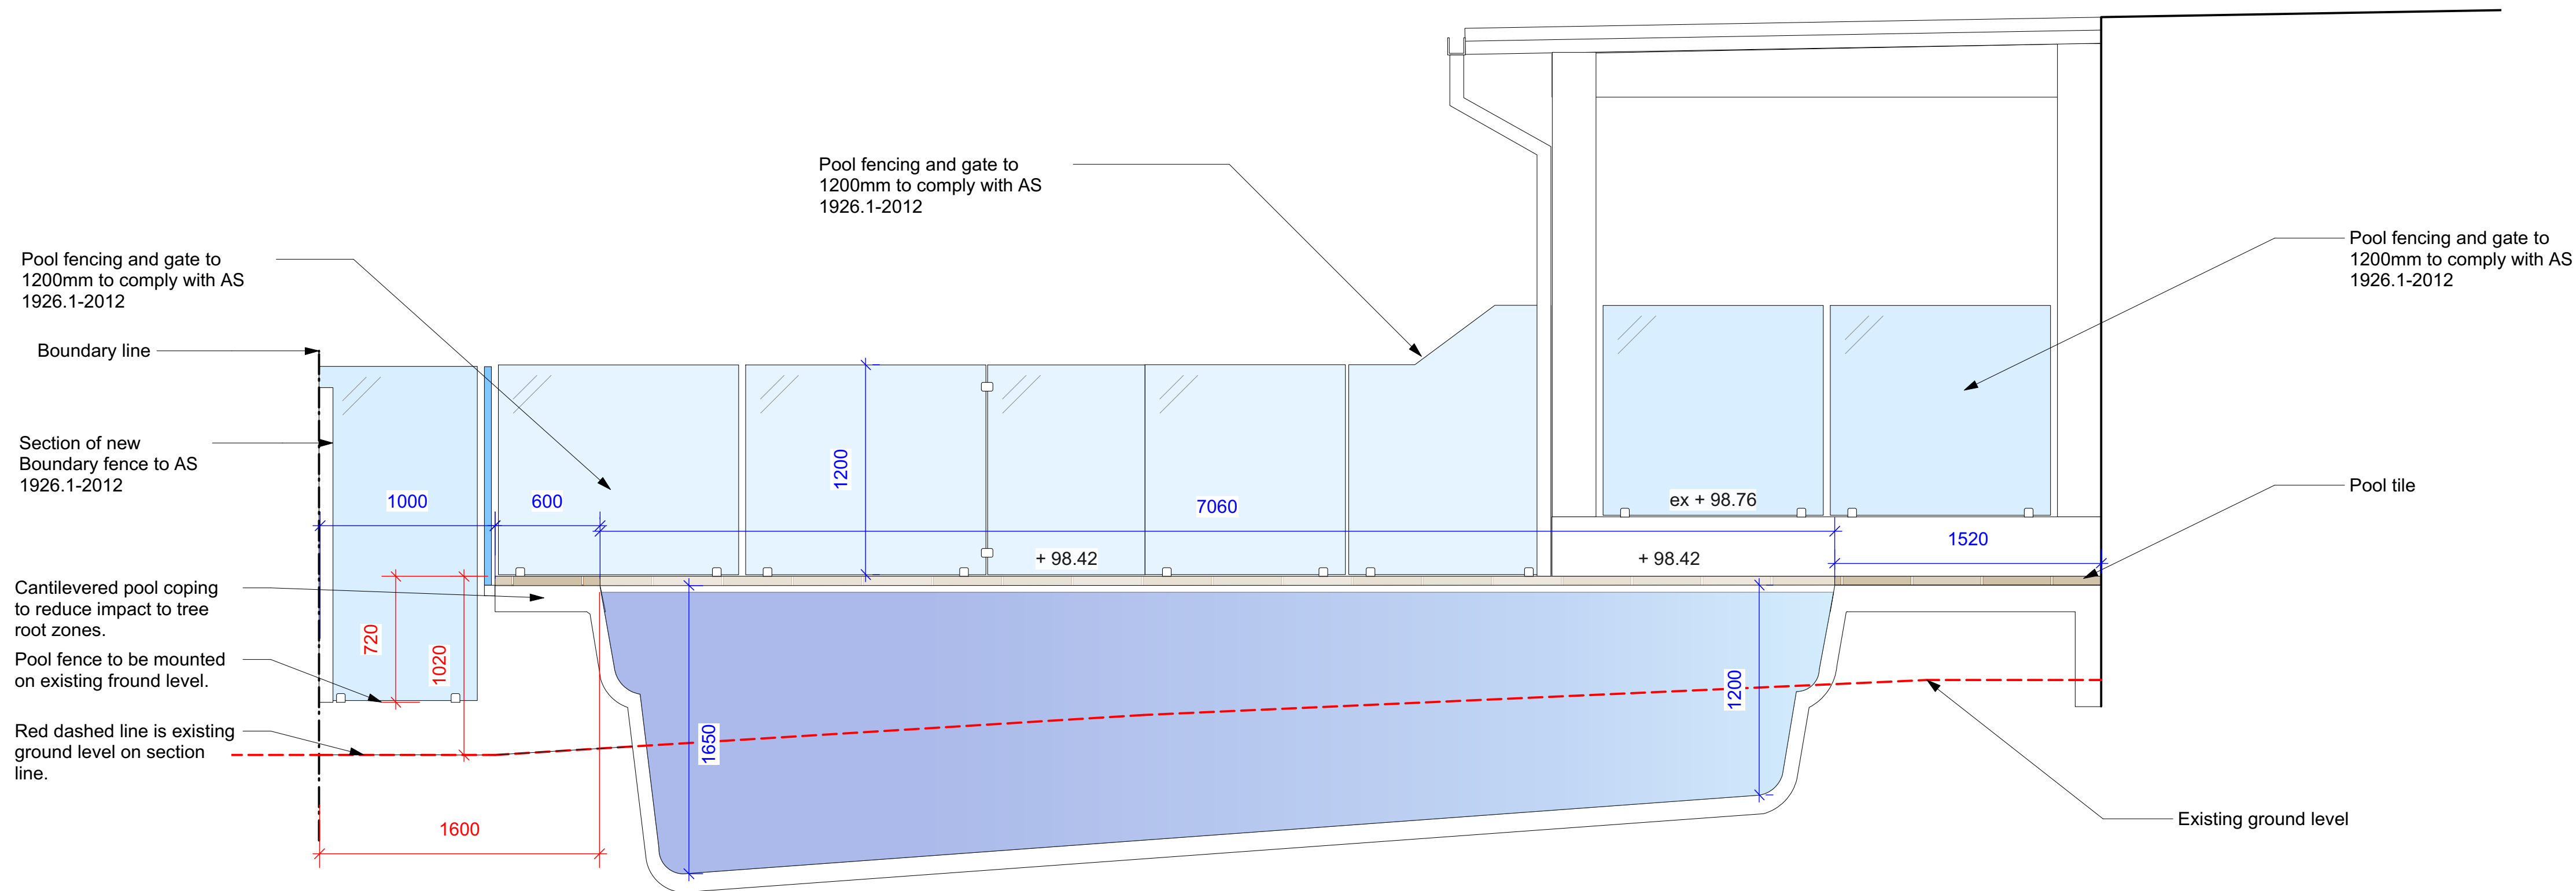 Pool fencing and gate to
1200mm to comply with AS
1926.1-2012
Pool fencing and gate to
1200mm to comply with AS
1926.1-2012
Pool fencing and gate to
1200mm to comply with AS
1926.1-2012
Boundary line
Section of new
Boundary fence to AS
1926.1-2012
1000
600
1200
7060
ex + 98.76
Pool tile
1520
+ 98.42
+ 98.42
Cantilevered pool coping
to reduce impact to tree
root zones.
720
1020
Pool fence to be mounted
on existing fround level.
1200
1650
Red dashed line is existing
ground level on section
line.
1600
Existing ground level